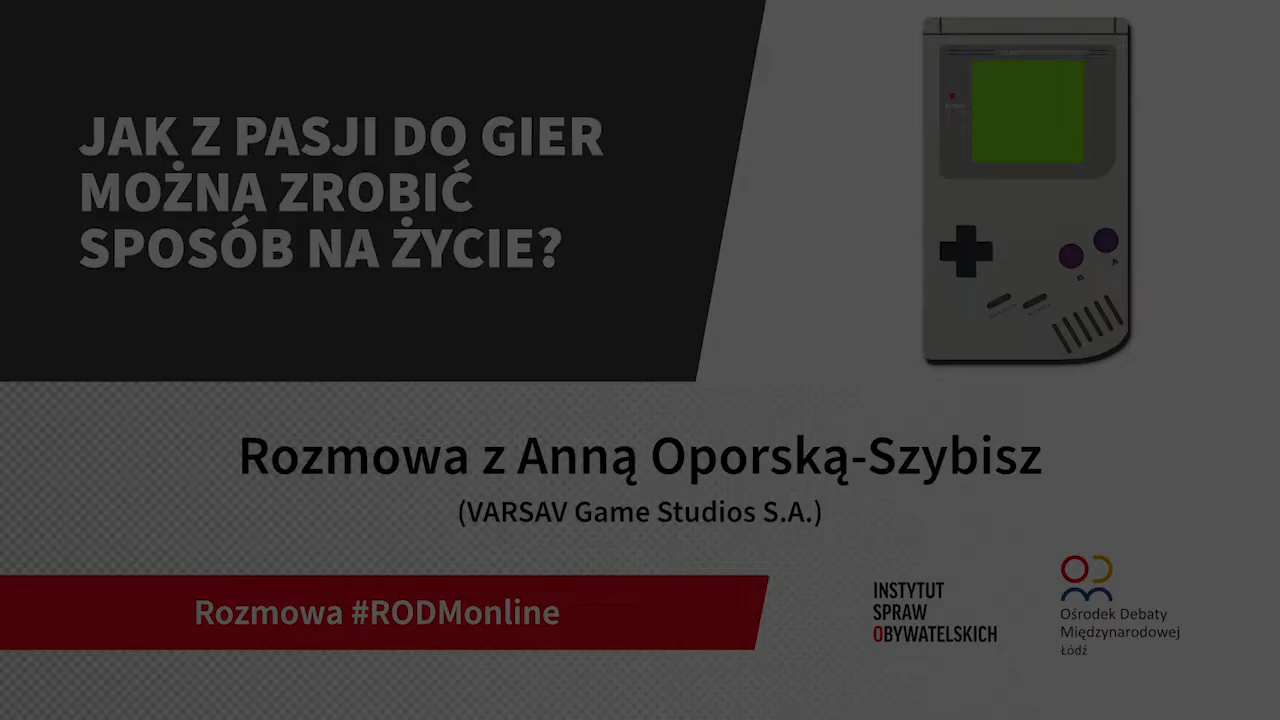 JAK Z PASJI DO GIER
MOŻNA ZROBIĆ
SPOSÓB NA ŻYCIE?
A
B
Rozmowa z Anną Oporską-Szybisz
(VARSAV Game Studios S.A.)
Rozmowa #RODMonline
INSTYTUT
SPRAW
OBYWATELSKICH
Ośrodek Debaty
Międzynarodowej
Łódź